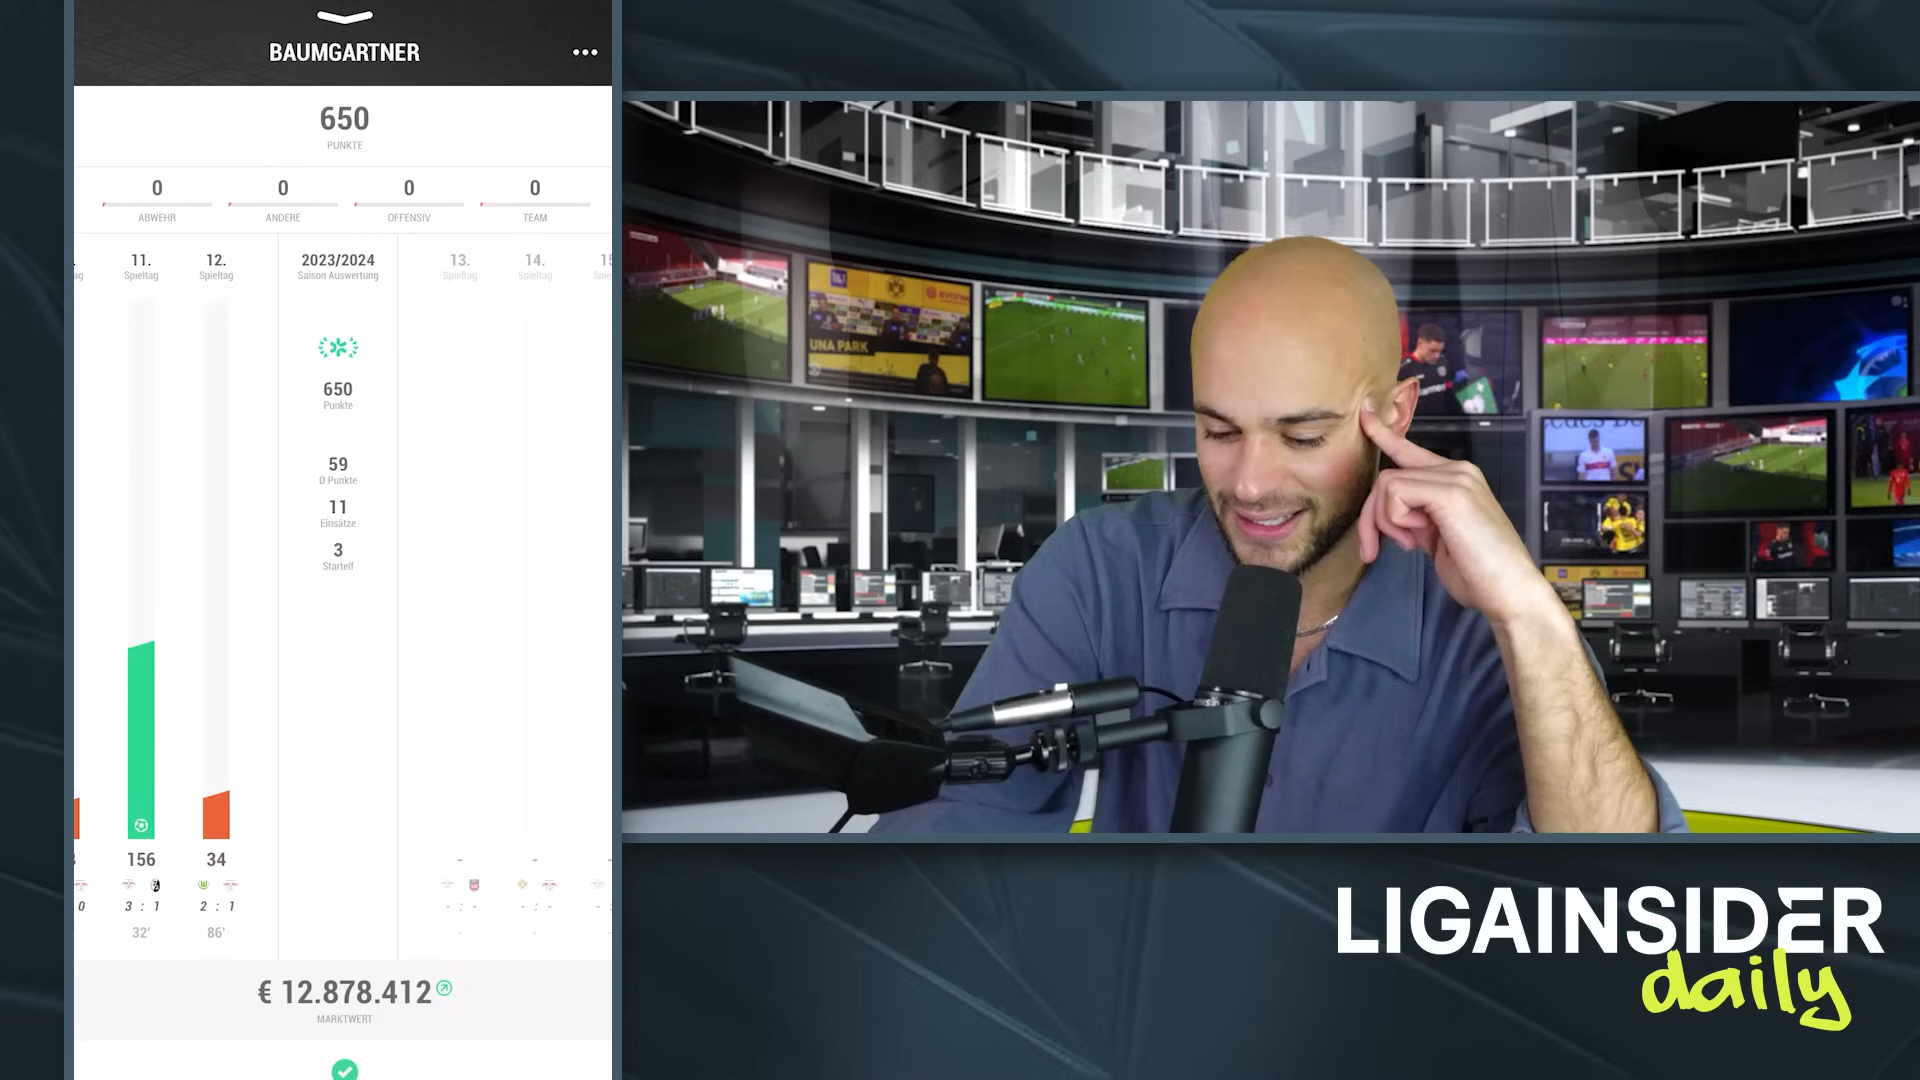 BAUMGARTNER
650
PUNKTE
0 0 0 0
ABWEHR ANDERE OFFENSIV TEAM
11. 12. 2023/2024 13. 14.
Spieltag Spieltag Saison Auswertung Spieltag Spieltag
650
Punkte
59
Ø Punkte
11
Einsätze
3
Startelf
156 34 - - -
0 3 : 1 2 : 1 - : - - : -
32' 86' - -
€ 12.878.412
MARKTWERT
UNA PARK
LIGAINSIDER
daily